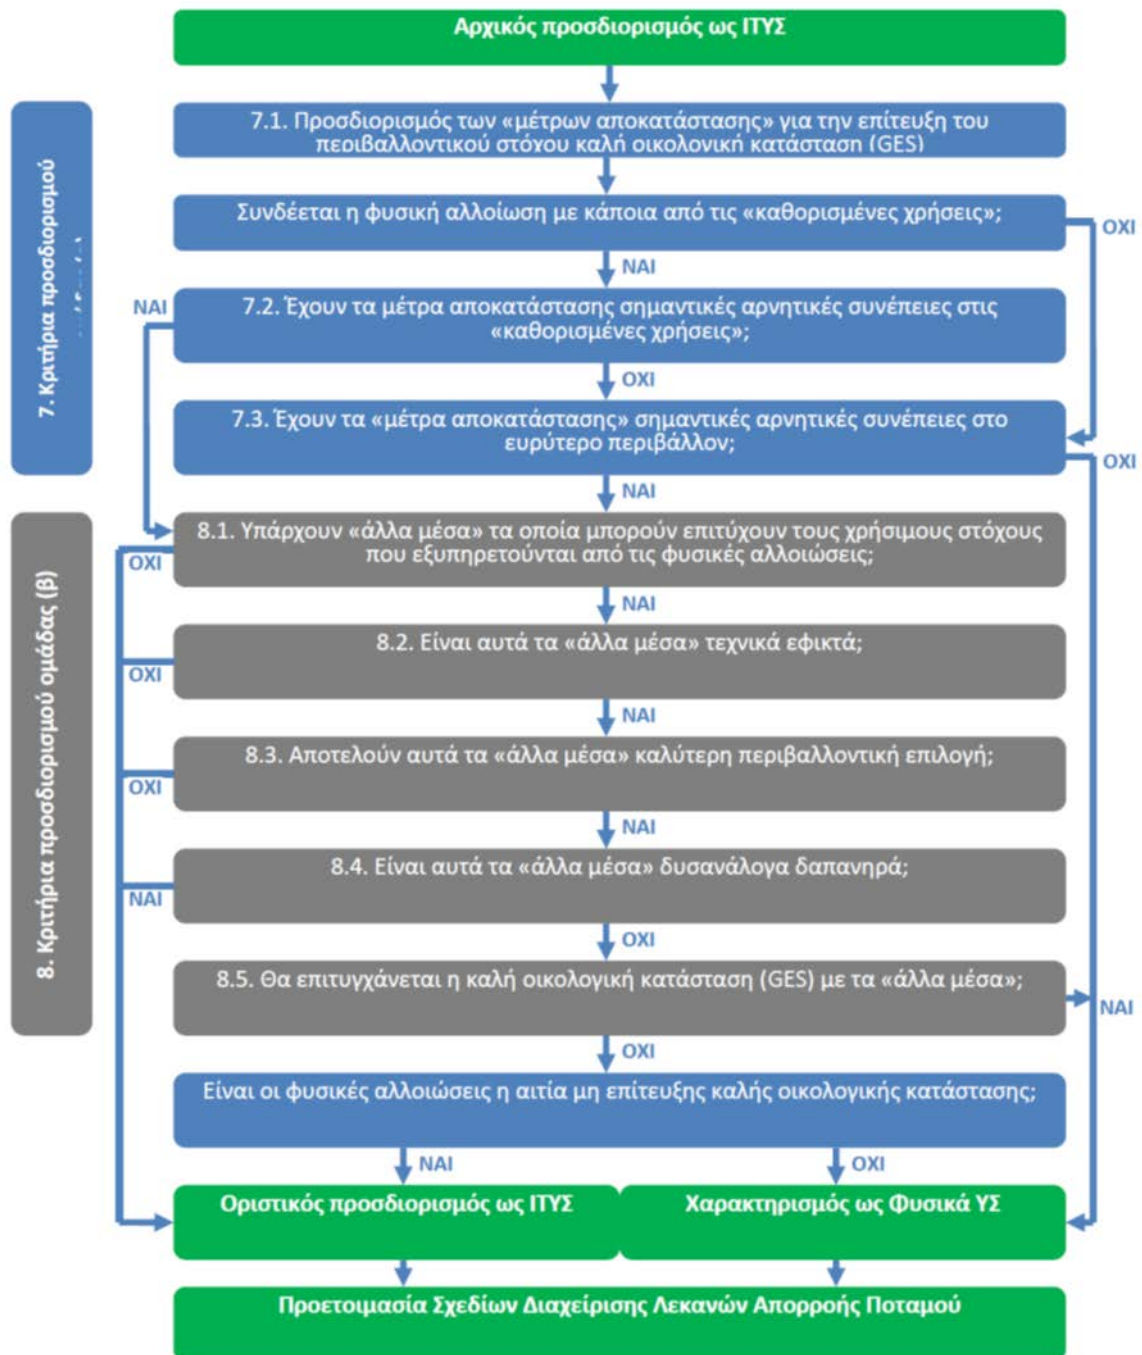 Αρχικός προσδιορισμός ως ΙΤΥΣ
7. Κριτήρια προσδιορισμού
7.1. Προσδιορισμός των «μέτρων αποκατάστασης» για την επίτευξη του
περιβαλλοντικού στόχου καλή οικολογική κατάσταση (GES)
Συνδέεται η φυσική αλλοίωση με κάποια από τις «καθορισμένες χρήσεις»;
ΟΧΙ
ΝΑΙ
ΝΑΙ
7.2. Έχουν τα μέτρα αποκατάστασης σημαντικές αρνητικές συνέπειες στις
«καθορισμένες χρήσεις»;
ΟΧΙ
7.3. Έχουν τα «μέτρα αποκατάστασης» σημαντικές αρνητικές συνέπειες στο
ευρύτερο περιβάλλον;
ΟΧΙ
ΝΑΙ
8. Κριτήρια προσδιορισμού ομάδας (β)
8.1. Υπάρχουν «άλλα μέσα» τα οποία μπορούν επιτύχουν τους χρήσιμους στόχους
που εξυπηρετούνται από τις φυσικές αλλοιώσεις;
ΟΧΙ
ΝΑΙ
8.2. Είναι αυτά τα «άλλα μέσα» τεχνικά εφικτά;
ΟΧΙ
ΝΑΙ
8.3. Αποτελούν αυτά τα «άλλα μέσα» καλύτερη περιβαλλοντική επιλογή;
ΟΧΙ
ΝΑΙ
8.4. Είναι αυτά τα «άλλα μέσα» δυσανάλογα δαπανηρά;
ΝΑΙ
ΟΧΙ
8.5. Θα επιτυγχάνεται η καλή οικολογική κατάσταση (GES) με τα «άλλα μέσα»;
ΝΑΙ
ΟΧΙ
Είναι οι φυσικές αλλοιώσεις η αιτία μη επίτευξης καλής οικολογικής κατάστασης;
ΝΑΙ
ΟΧΙ
Οριστικός προσδιορισμός ως ΙΤΥΣ
Χαρακτηρισμός ως Φυσικά ΥΣ
Προετοιμασία Σχεδίων Διαχείρισης Λεκανών Απορροής Ποταμού